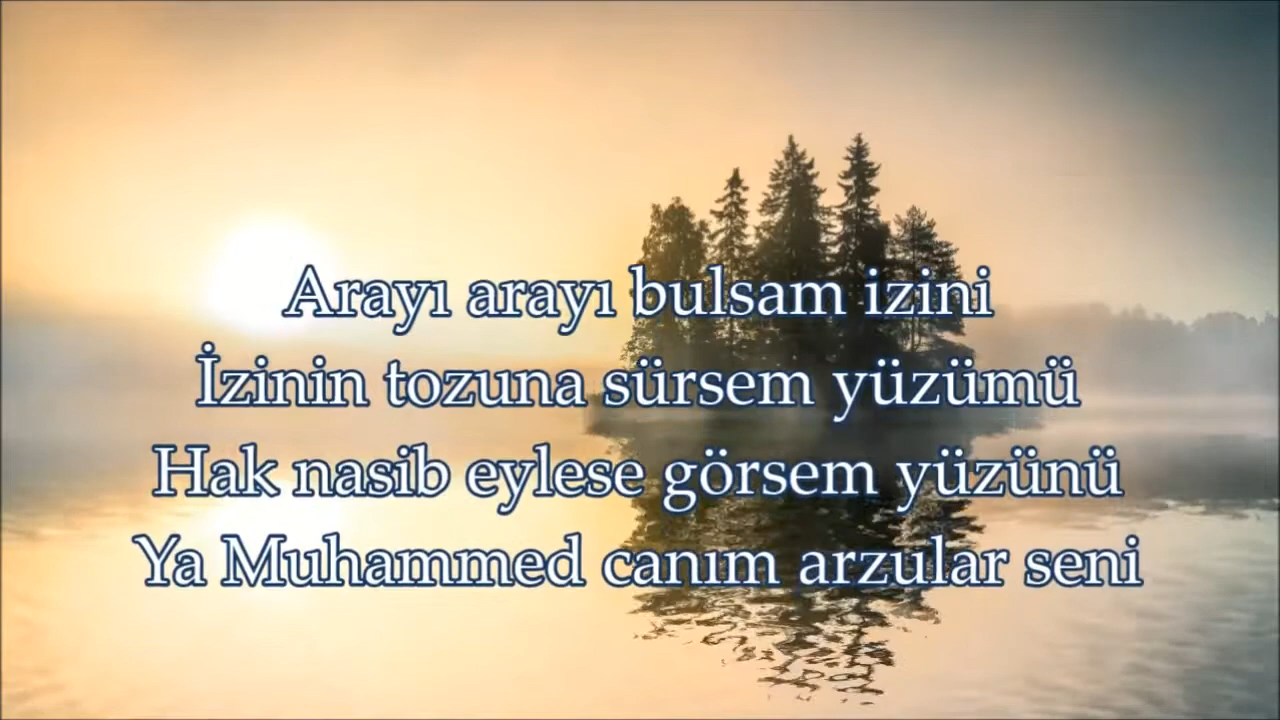 Arayı arayı bulsam izini
İzinin tozuna sürsem yüzümü
Hak nasib eylese görsem yüzünü
Ya Muhammed canım arzular seni